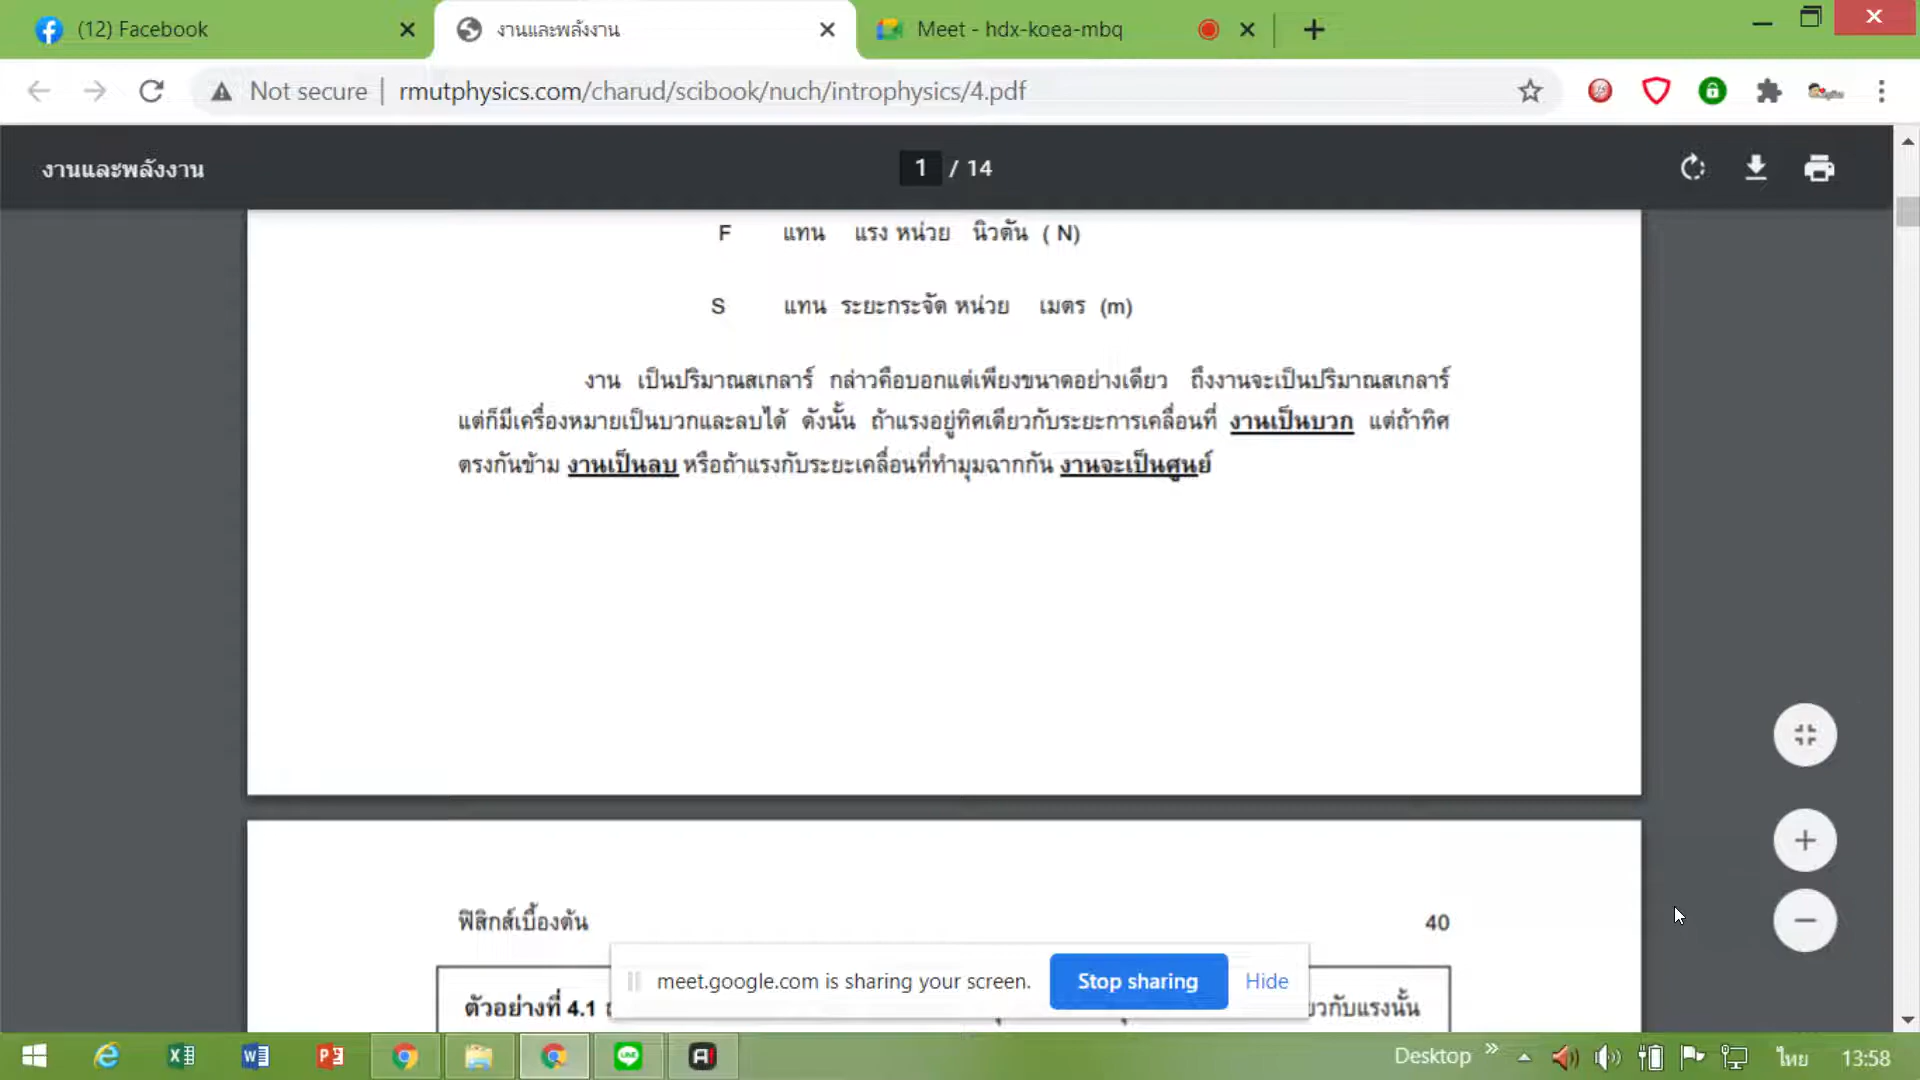 (12) Facebook
งานและพลังงาน
Meet - hdx-koea-mbq
Not secure
rmutphysics.com/charud/scibook/nuch/introphysics/4.pdf
งานและพลังงาน
1 / 14
F แทน แรง หน่วย นิวตัน ( N)
S แทน ระยะกระจัด หน่วย เมตร (m)
งาน เป็นปริมาณสเกลาร์ กล่าวคือบอกแต่เพียงขนาดอย่างเดียว ถึงงานจะเป็นปริมาณสเกลาร์
แต่ก็มีเครื่องหมายเป็นบวกและลบได้ ดังนั้น ถ้าแรงอยู่ทิศเดียวกับระยะการเคลื่อนที่ งานเป็นบวก แต่ถ้าทิศ
ตรงกันข้าม งานเป็นลบ หรือถ้าแรงกับระยะเคลื่อนที่ทำมุมฉากกัน งานจะเป็นศูนย์
ฟิสิกส์เบื้องต้น 40
meet.google.com is sharing your screen. Stop sharing Hide
ตัวอย่างที่ 4.1
วกับแรงนั้น
Desktop
ไทย
13:58